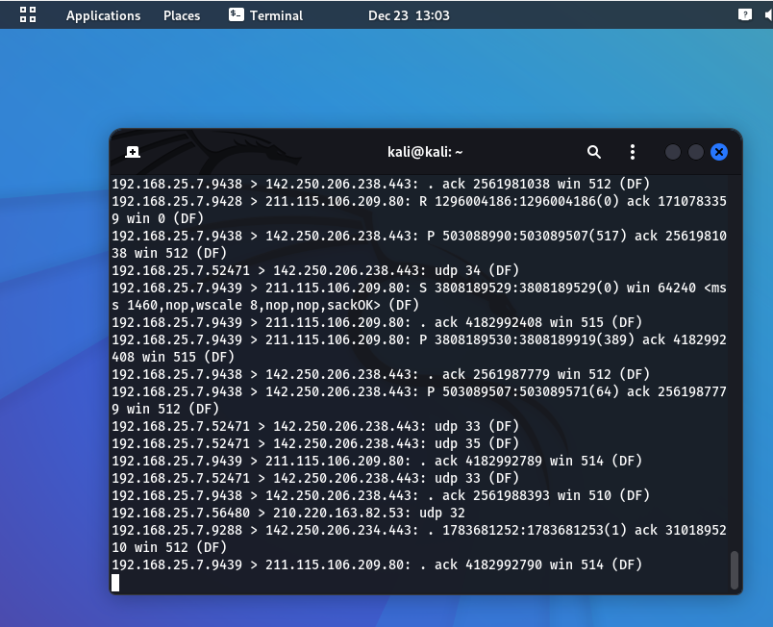 Applications Places Terminal Dec 23 13:03
kali@kali: ~
192.168.25.7.9438 > 142.250.206.238.443: . ack 2561981038 win 512 (DF)
192.168.25.7.9428 > 211.115.106.209.80: R 1296004186:1296004186(0) ack 171078335
9 win 0 (DF)
192.168.25.7.9438 > 142.250.206.238.443: P 503088990:503089507(517) ack 25619810
38 win 512 (DF)
192.168.25.7.52471 > 142.250.206.238.443: udp 34 (DF)
192.168.25.7.9439 > 211.115.106.209.80: S 3808189529:3808189529(0) win 64240 <ms
s 1460,nop,wscale 8,nop,nop,sackOK> (DF)
192.168.25.7.9439 > 211.115.106.209.80: . ack 4182992408 win 515 (DF)
192.168.25.7.9439 > 211.115.106.209.80: P 3808189530:3808189919(389) ack 4182992
408 win 515 (DF)
192.168.25.7.9438 > 142.250.206.238.443: . ack 2561987779 win 512 (DF)
192.168.25.7.9438 > 142.250.206.238.443: P 503089507:503089571(64) ack 256198777
9 win 512 (DF)
192.168.25.7.52471 > 142.250.206.238.443: udp 33 (DF)
192.168.25.7.52471 > 142.250.206.238.443: udp 35 (DF)
192.168.25.7.9439 > 211.115.106.209.80: . ack 4182992789 win 514 (DF)
192.168.25.7.52471 > 142.250.206.238.443: udp 33 (DF)
192.168.25.7.9438 > 142.250.206.238.443: . ack 2561988393 win 510 (DF)
192.168.25.7.56480 > 210.220.163.82.53: udp 32
192.168.25.7.9288 > 142.250.206.234.443: . 1783681252:1783681253(1) ack 31018952
10 win 512 (DF)
192.168.25.7.9439 > 211.115.106.209.80: . ack 4182992790 win 514 (DF)